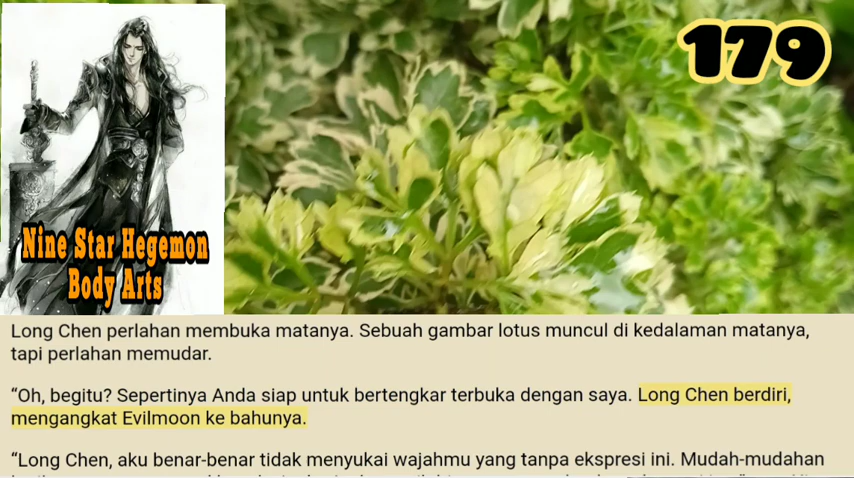 179
Nine Star Hegemon
Body Arts
Long Chen perlahan membuka matanya. Sebuah gambar lotus muncul di kedalaman matanya,
tapi perlahan memudar.
“Oh, begitu? Sepertinya Anda siap untuk bertengkar terbuka dengan saya. Long Chen berdiri,
mengangkat Evilmoon ke bahunya.
“Long Chen, aku benar-benar tidak menyukai wajahmu yang tanpa ekspresi ini. Mudah-mudahan